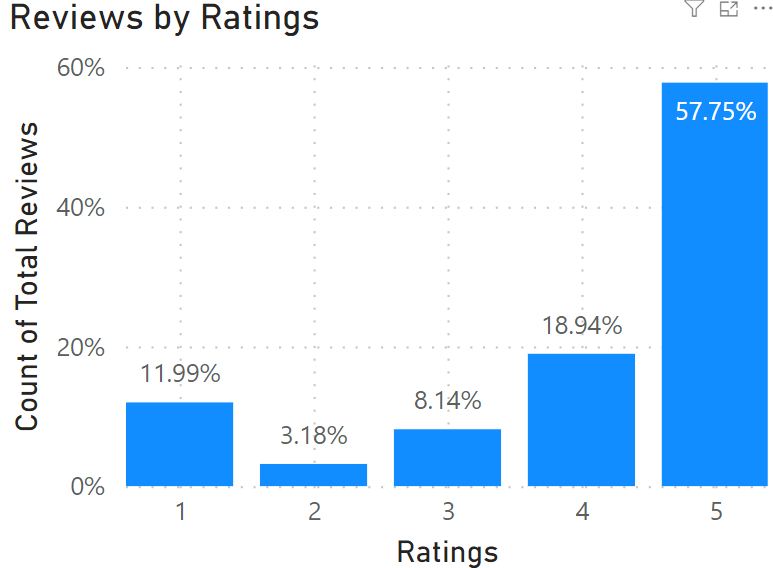 Reviews by Ratings
Count of Total Reviews
60%
40%
20%
0%
11.99%
3.18%
8.14%
18.94%
57.75%
1 2 3 4 5
Ratings